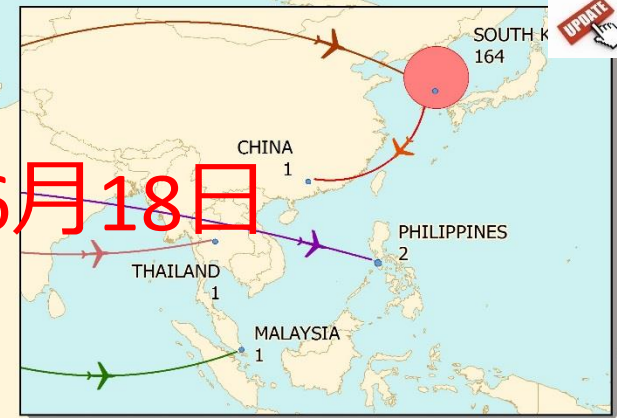 UPDATE
SOUTH K
164
CHINA
1
6月18日
PHILIPPINES
2
THAILAND
1
MALAYSIA
1